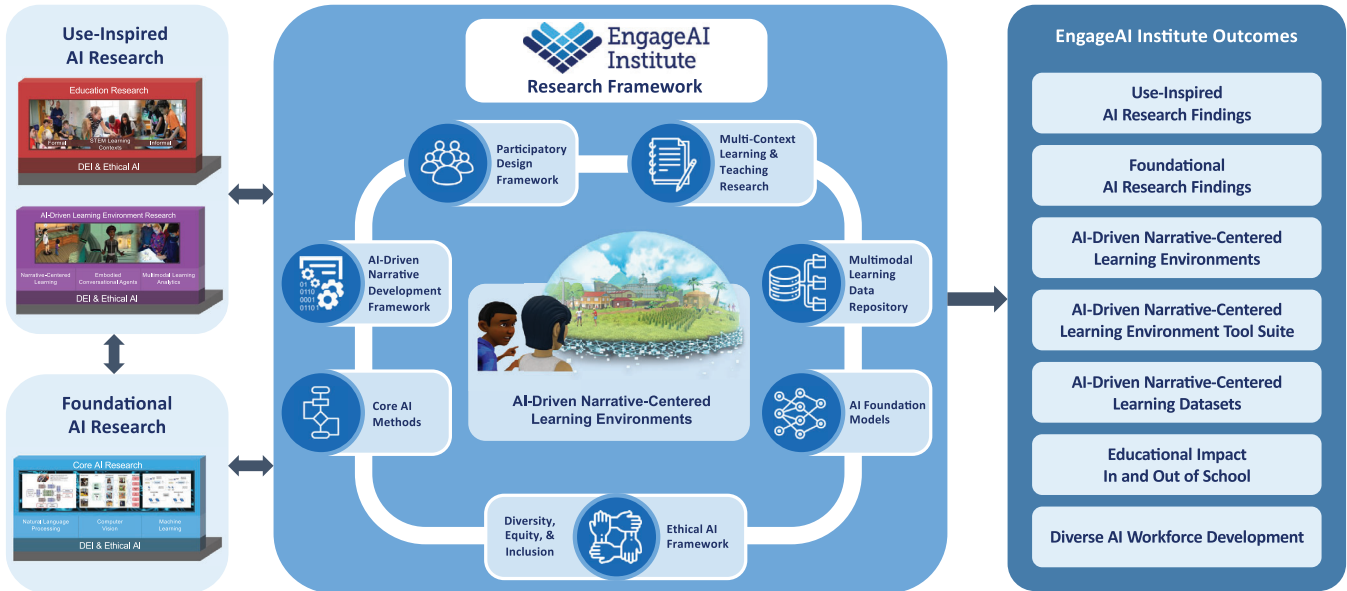 Use-Inspired
AI Research
Education Research
Formal
STEM Learning
Contexts
Informal
DEI & Ethical AI
AI-Driven Learning Environment Research
Narrative-Centered
Learning
Embodied
Conversational Agents
Multimodal Learning
Analytics
DEI & Ethical AI
Foundational
AI Research
Core AI Research
Natural Language
Processing
Computer
Vision
Machine
Learning
DEI & Ethical AI
EngageAI
Institute
Research Framework
Participatory
Design
Framework
Multi-Context
Learning &
Teaching
Research
AI-Driven
Narrative
Development
Framework
01
0110
0001
01101
Multimodal
Learning
Data
Repository
Core AI
Methods
AI-Driven Narrative-Centered
Learning Environments
AI Foundation
Models
Diversity,
Equity, &
Inclusion
Ethical AI
Framework
EngageAI Institute Outcomes
Use-Inspired
AI Research Findings
Foundational
AI Research Findings
AI-Driven Narrative-Centered
Learning Environments
AI-Driven Narrative-Centered
Learning Environment Tool Suite
AI-Driven Narrative-Centered
Learning Datasets
Educational Impact
In and Out of School
Diverse AI Workforce Development